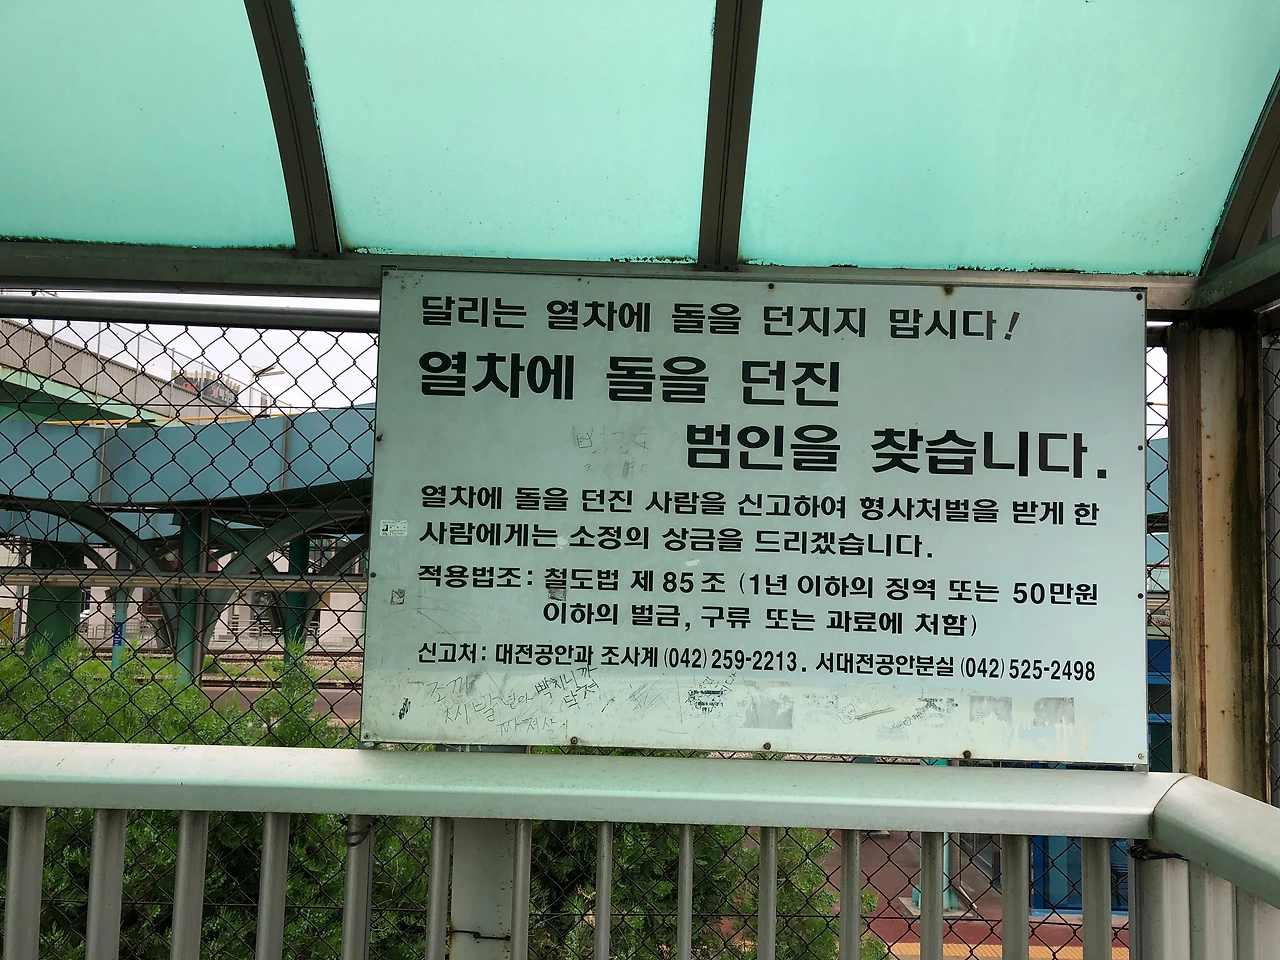 달리는 열차에 돌을 던지지 맙시다!
열차에 돌을 던진
범인을 찾습니다.
열차에 돌을 던진 사람을 신고하여 형사처벌을 받게 한
사람에게는 소정의 상금을 드리겠습니다.
적용법조: 철도법 제 85 조 (1년 이하의 징역 또는 50만원
이하의 벌금, 구류 또는 과료에 처함)
신고처: 대전공안과 조사계 (042) 259-2213. 서대전공안분실 (042) 525-2498